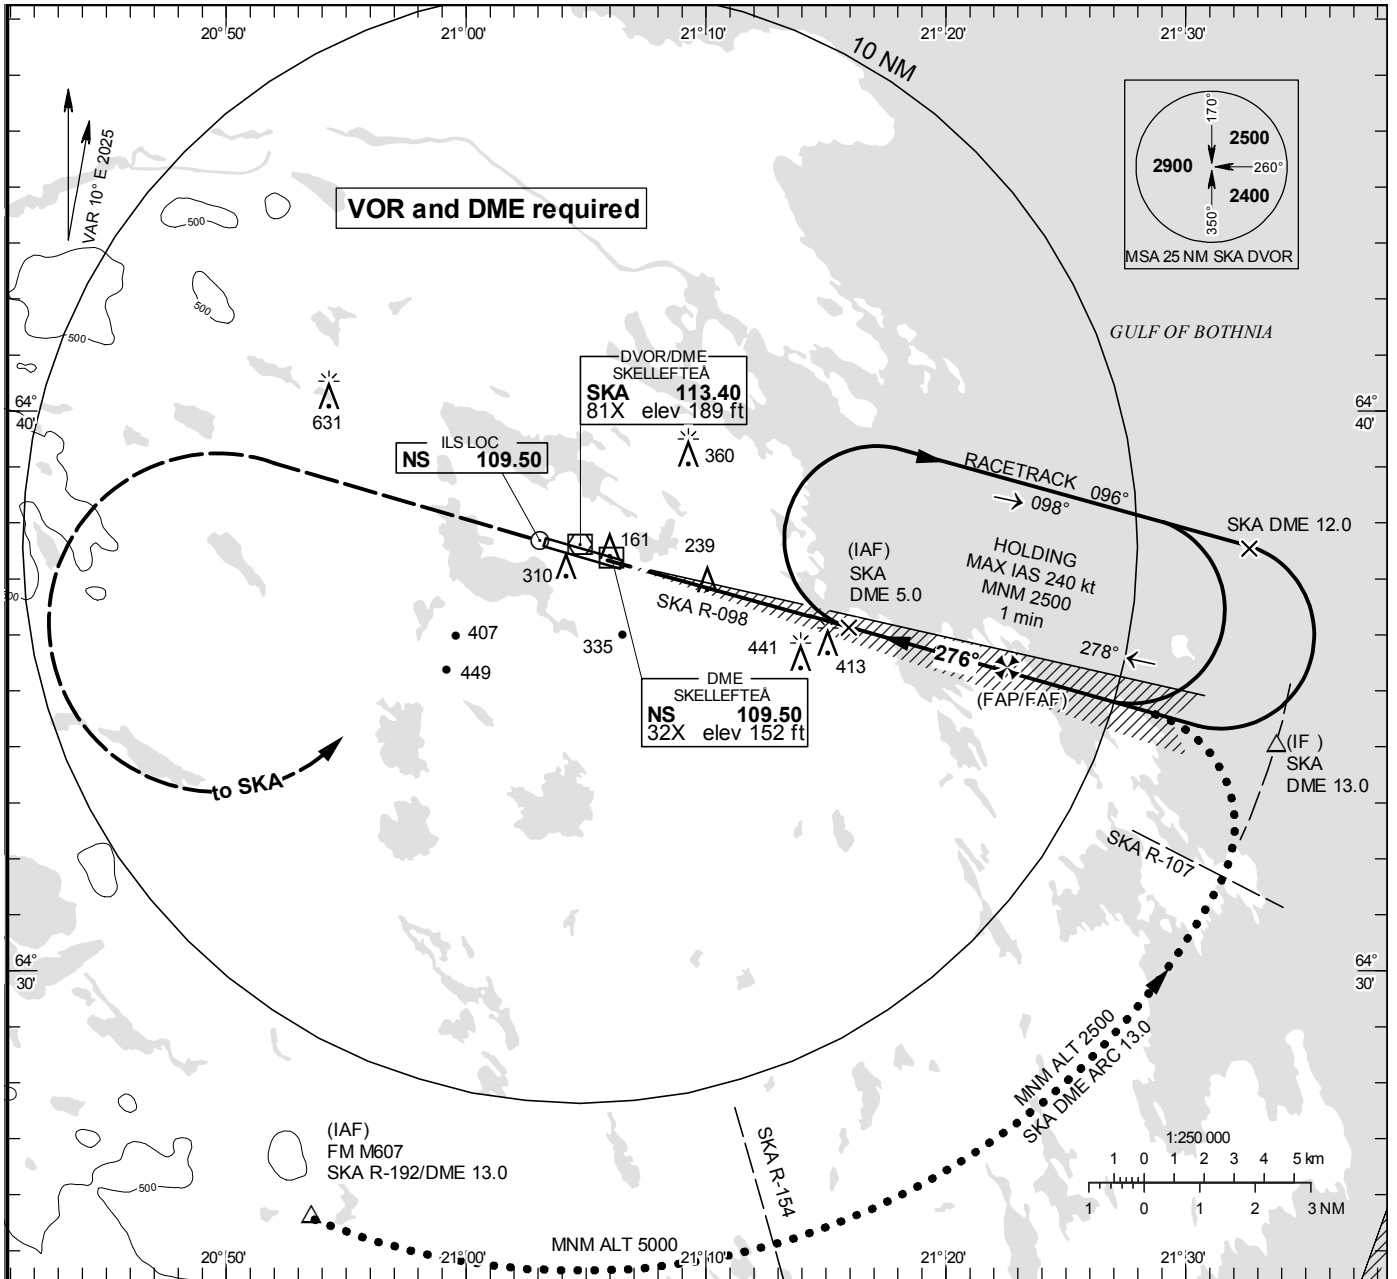 20°50'
21°00'
21°10'
21°20'
21°30'
10 NM
VAR 10° E 2025
VOR and DME required
170°
2500
2900
260°
2400
350°
MSA 25 NM SKA DVOR
GULF OF BOTHNIA
500
500
500
DVOR/DME
SKELLEFTEÅ
SKA 113.40
81X elev 189 ft
64°
40'
64°
40'
631
ILS LOC
NS 109.50
360
RACETRACK 096°
098°
SKA DME 12.0
HOLDING
MAX IAS 240 kt
MNM 2500
1 min
278°
(IAF)
SKA
DME 5.0
161
239
310
SKA R-098
407
335
441
413
449
276°
(FAP/FAF)
DME
SKELLEFTEÅ
NS 109.50
32X elev 152 ft
(IF )
SKA
DME 13.0
to SKA
SKA R-107
64°
30'
64°
30'
MNM ALT 2500
SKA DME ARC 13.0
(IAF)
FM M607
SKA R-192/DME 13.0
SKA R-154
500
1:250 000
1 0 1 2 3 4 5 km
1 0 1 2 3 NM
MNM ALT 5000
20°50'
21°00'
21°10'
21°20'
21°30'